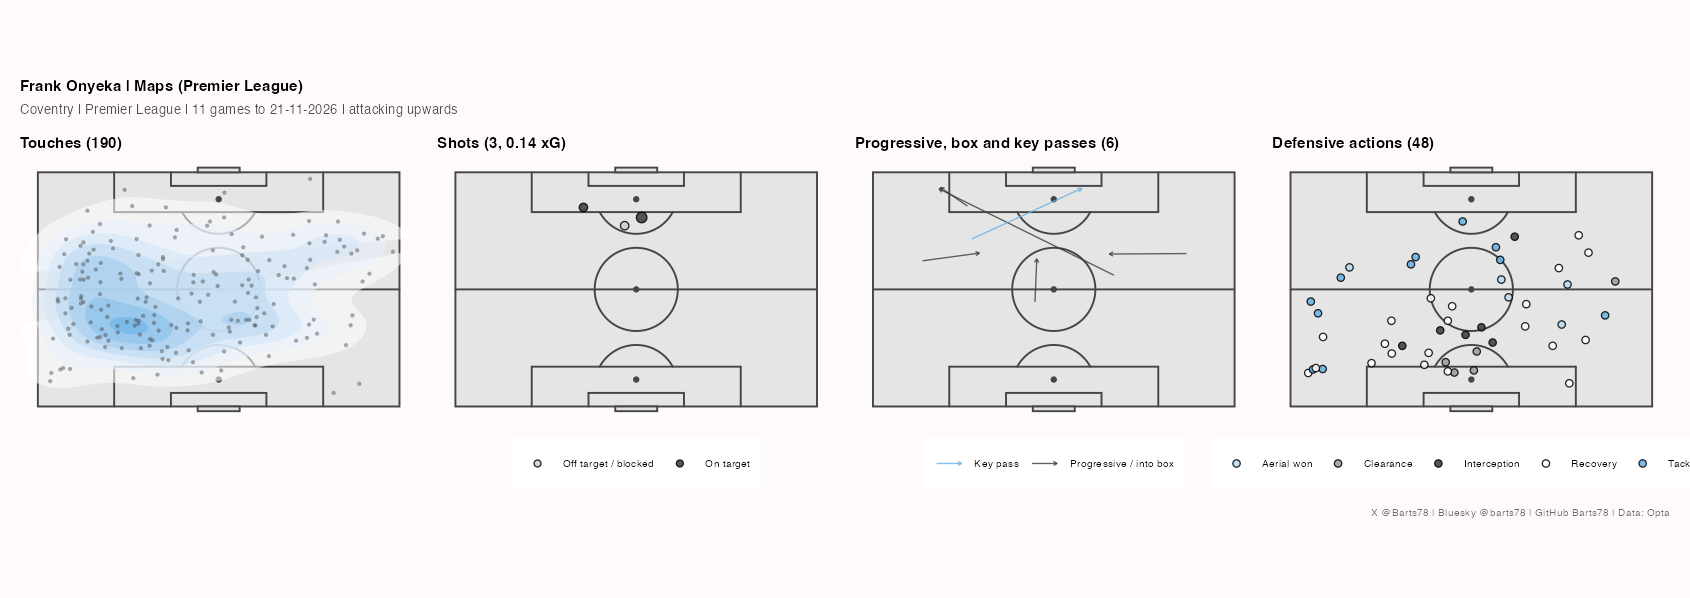 Frank Onyeka | Maps (Premier League)
Coventry | Premier League | 11 games to 21-11-2026 | attacking upwards
Touches (190)
Shots (3, 0.14 xG)
Progressive, box and key passes (6)
Defensive actions (48)
Off target / blocked
On target
Key pass
Progressive / into box
Aerial won
Clearance
Interception
Recovery
Tack
X @Barts78 | Bluesky @barts78 | GitHub Barts78 | Data: Opta